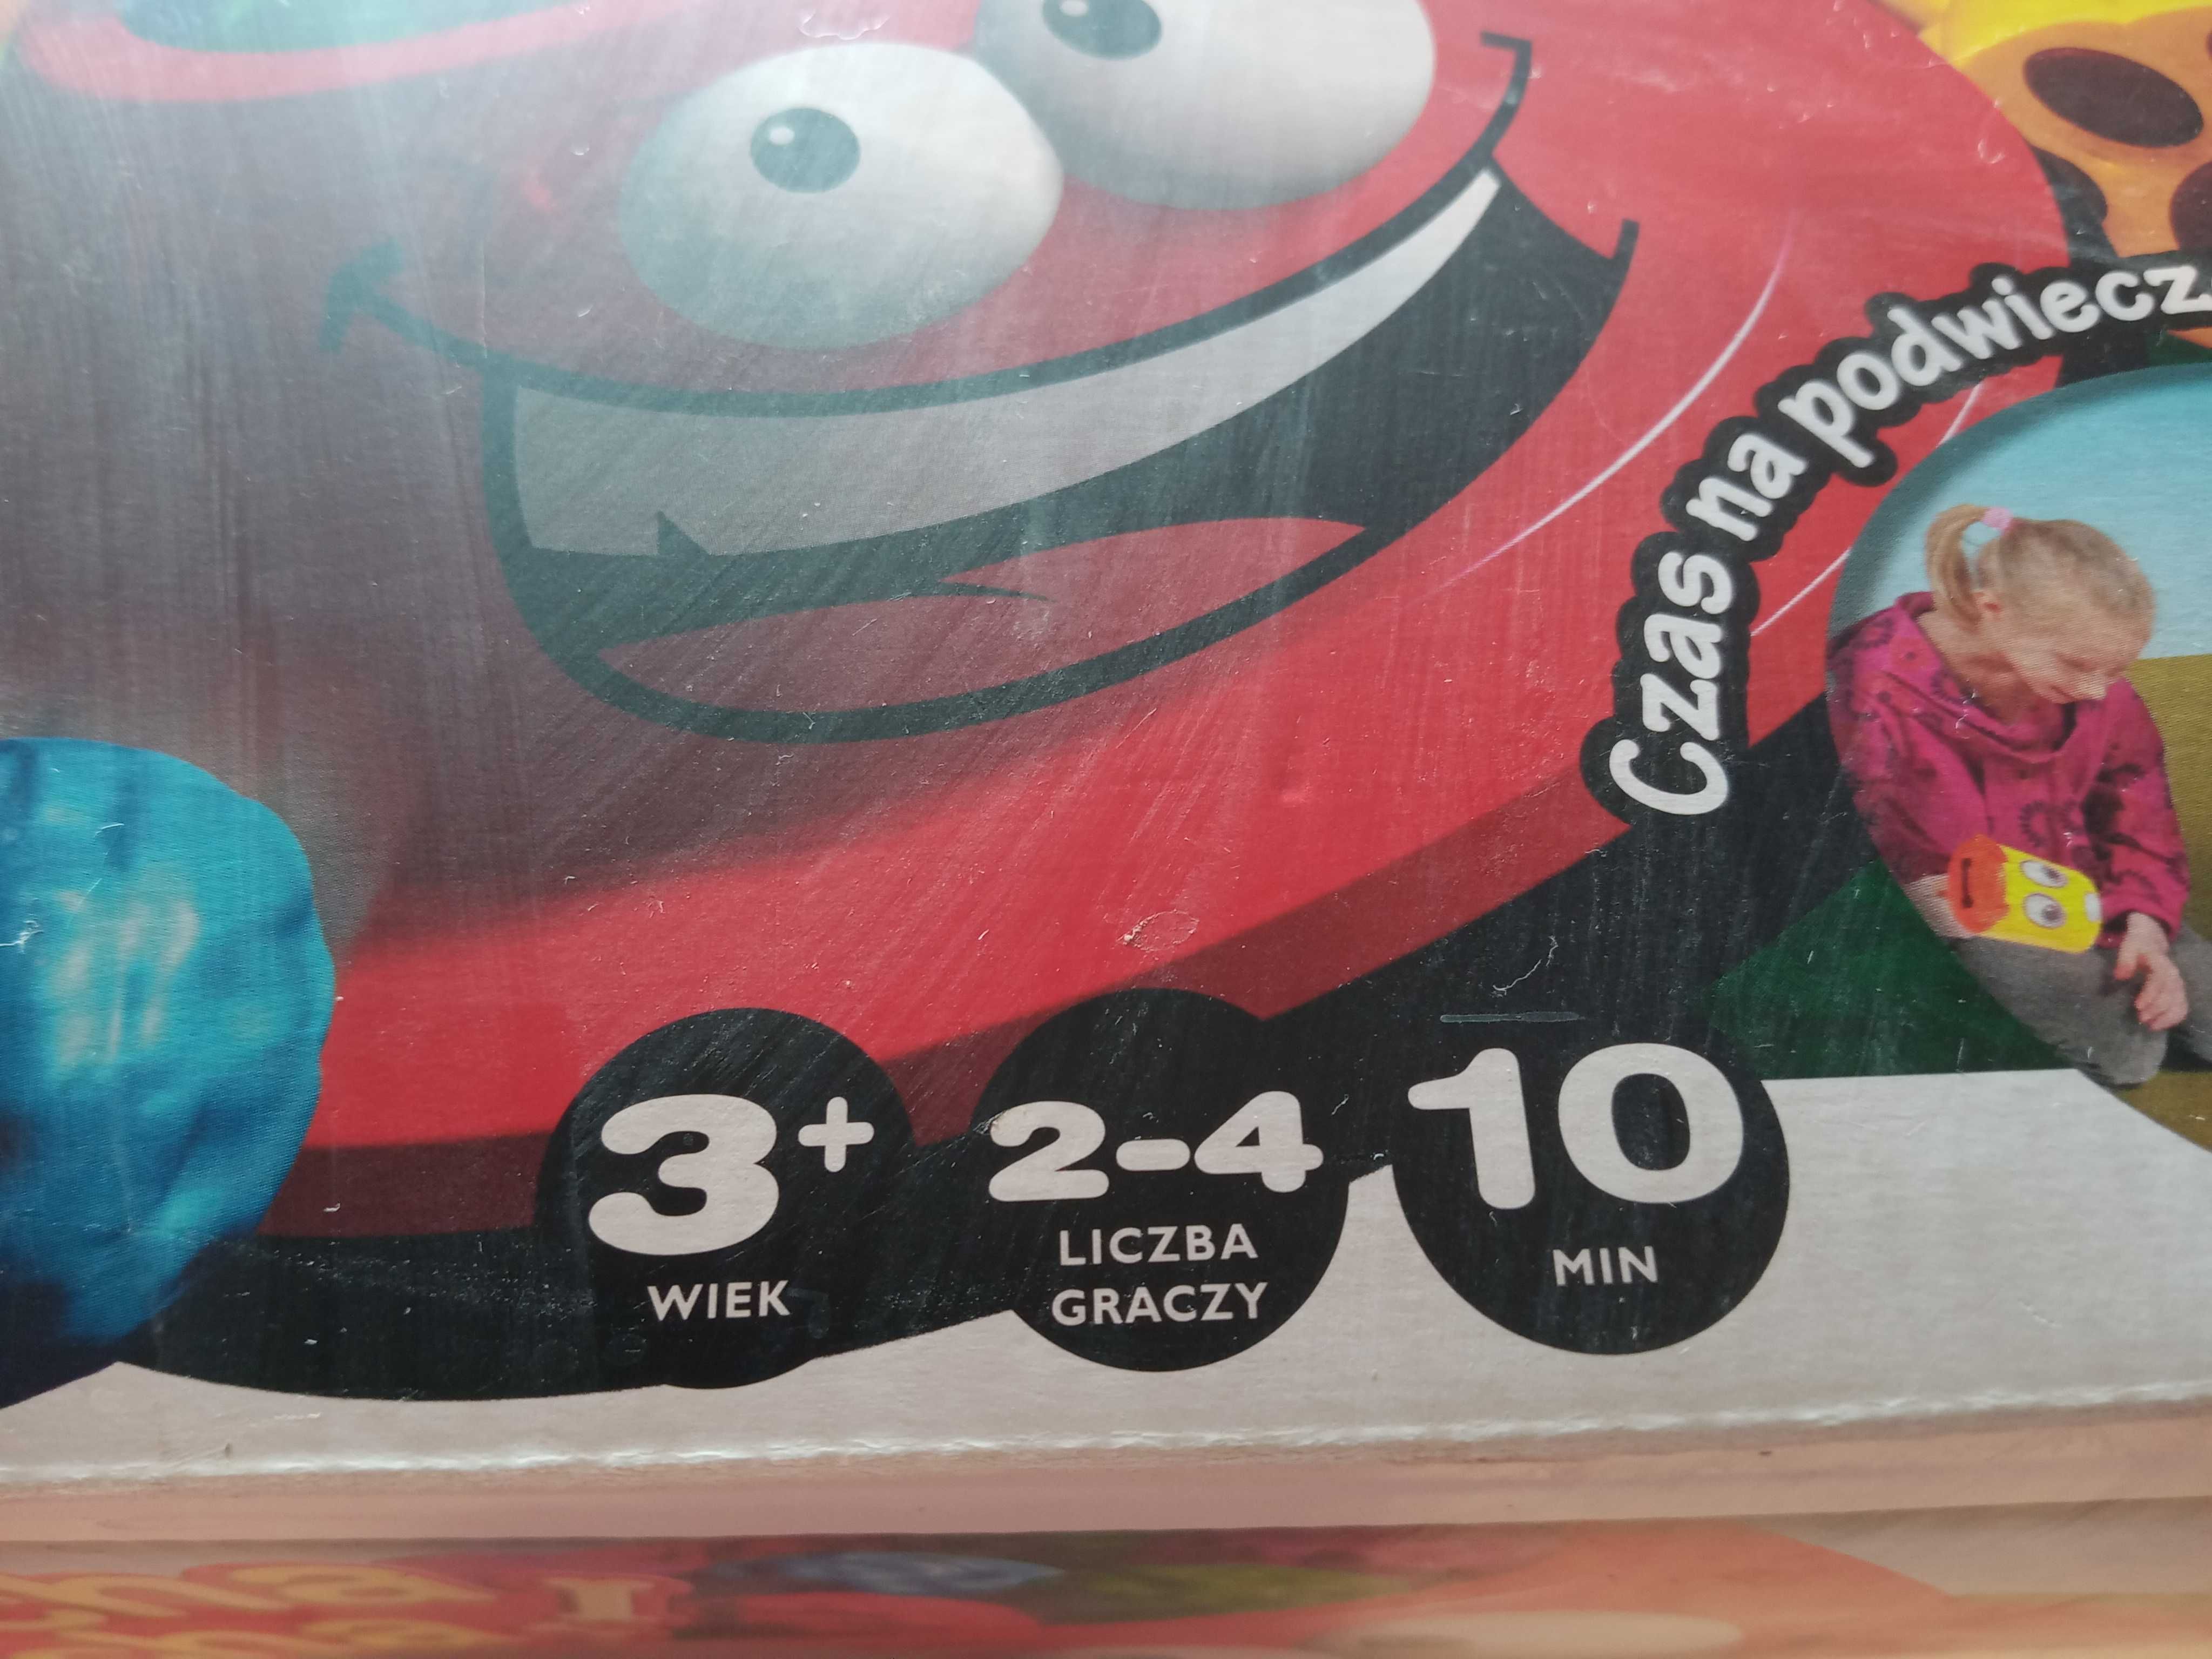 Czas na podwiecz
3+
WIEK
2-4
LICZBA
GRACZY
10
MIN